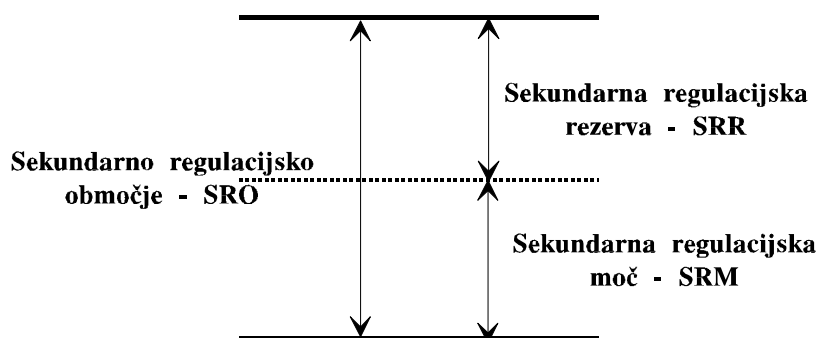 Sekundarna regulacijska
rezerva - SRR
Sekundarno regulacijsko
območje - SRO
Sekundarna regulacijska
moč - SRM